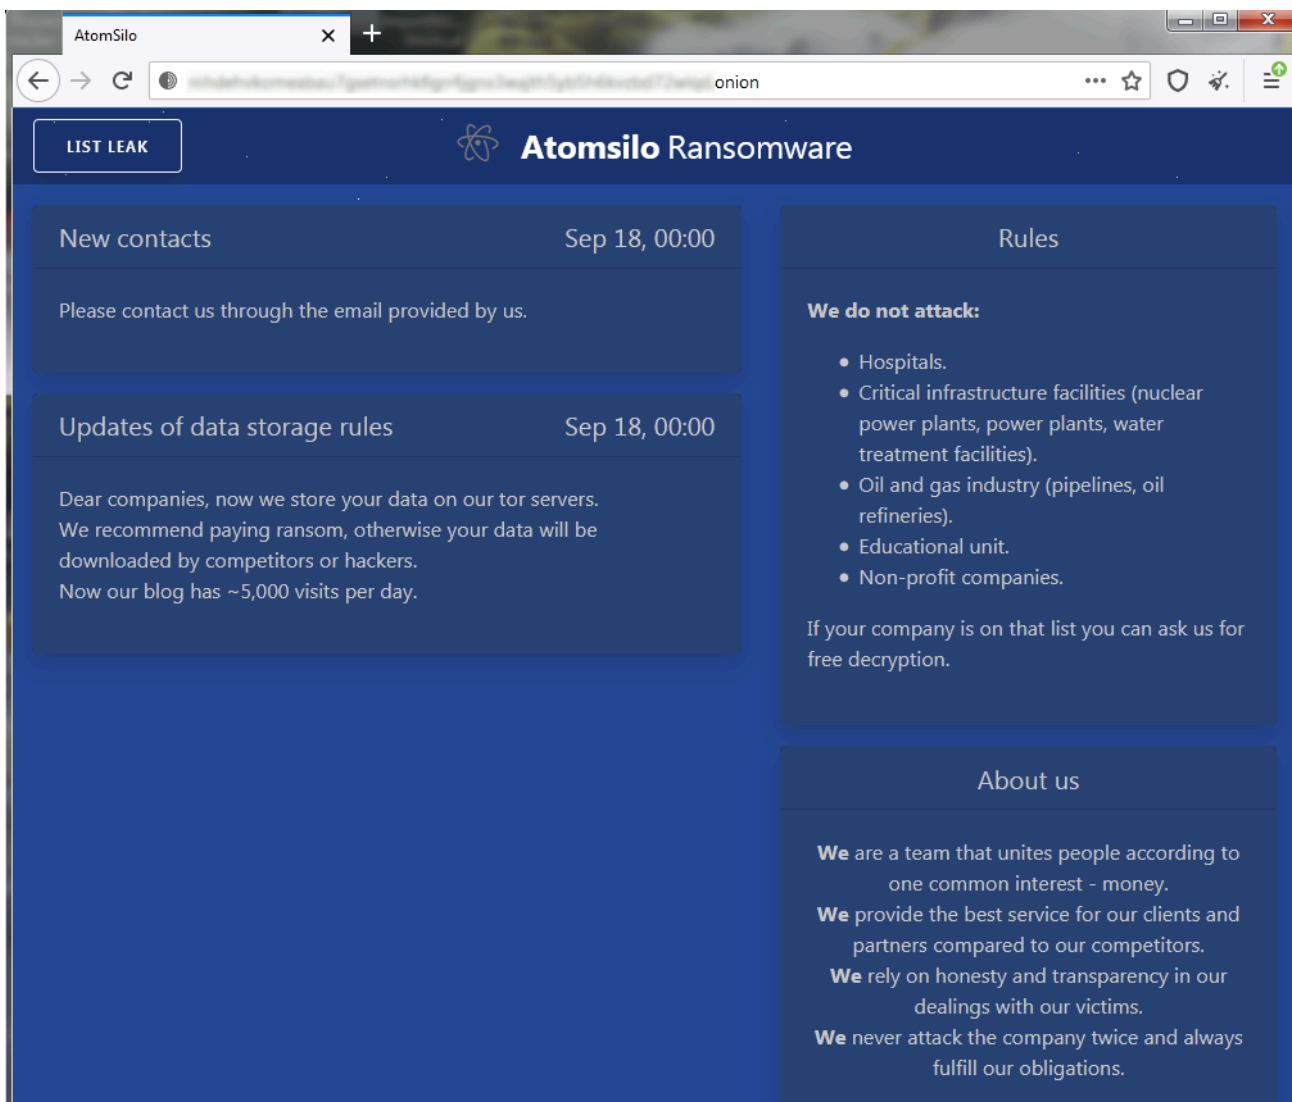 AtomSilo
onion
LIST LEAK
Atomsilo Ransomware
New contacts
Sep 18, 00:00
Please contact us through the email provided by us.
Updates of data storage rules
Sep 18, 00:00
Dear companies, now we store your data on our tor servers.
We recommend paying ransom, otherwise your data will be
downloaded by competitors or hackers.
Now our blog has ~5,000 visits per day.
Rules
We do not attack:
• Hospitals.
• Critical infrastructure facilities (nuclear
power plants, power plants, water
treatment facilities).
• Oil and gas industry (pipelines, oil
refineries).
• Educational unit.
• Non-profit companies.
If your company is on that list you can ask us for
free decryption.
About us
We are a team that unites people according to
one common interest - money.
We provide the best service for our clients and
partners compared to our competitors.
We rely on honesty and transparency in our
dealings with our victims.
We never attack the company twice and always
fulfill our obligations.